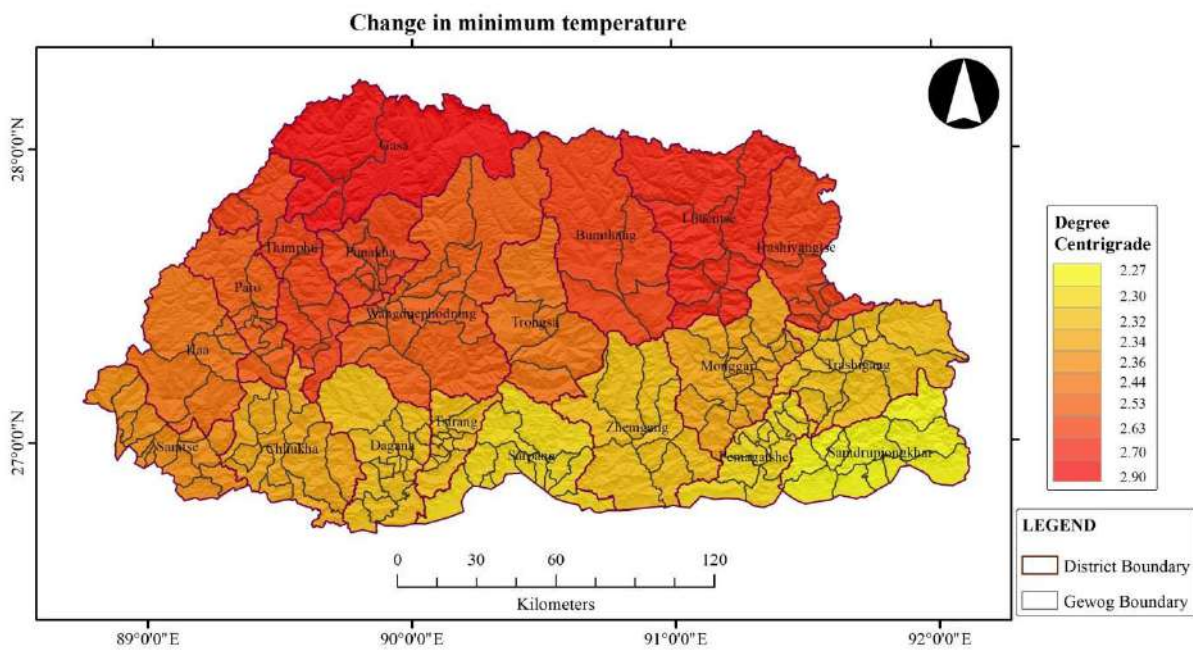 Change in minimum temperature
28°0'0"N
27°0'0"N
Gasa
Thimphu
Punakha
Paro
Haa
Wangduephodrang
Trongsa
Bumthang
Lhuentse
Trashiyangtse
Monggar
Trashigang
Samtse
Chhukha
Dagana
Tsirang
Sarpang
Zhemgang
Pemagatshel
Samdrupjongkhar
Degree
Centrigrade
2.27
2.30
2.32
2.34
2.36
2.44
2.53
2.63
2.70
2.90
LEGEND
District Boundary
Gewog Boundary
0 30 60 120
Kilometers
89°0'0"E 90°0'0"E 91°0'0"E 92°0'0"E